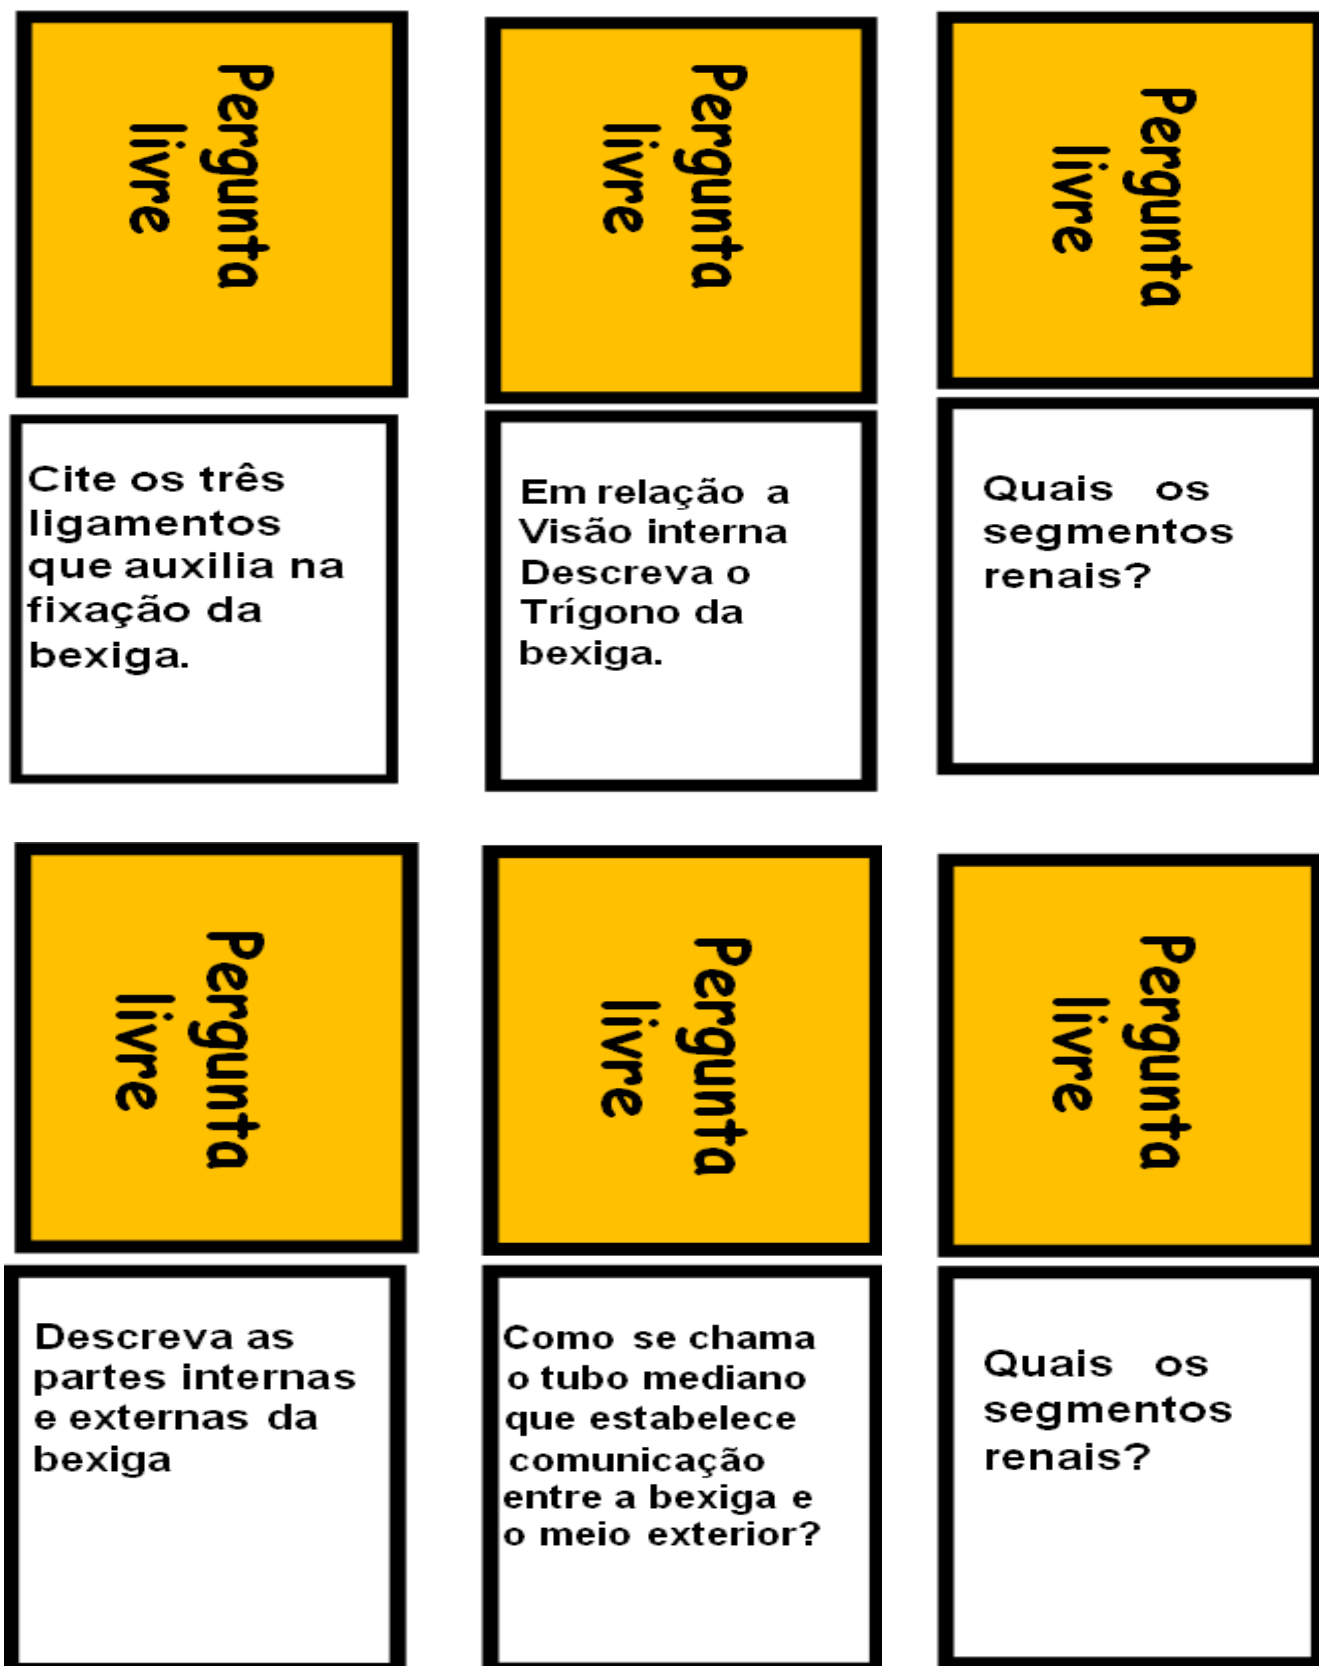 Pergunta
livre
Pergunta
livre
Pergunta
livre
Cite os três
ligamentos
que auxilia na
fixação da
bexiga.
Em relação a
Visão interna
Descreva o
Trígono da
bexiga.
Quais os
segmentos
renais?
Pergunta
livre
Pergunta
livre
Pergunta
livre
Descreva as
partes internas
e externas da
bexiga
Como se chama
o tubo mediano
que estabelece
comunicação
entre a bexiga e
o meio exterior?
Quais os
segmentos
renais?